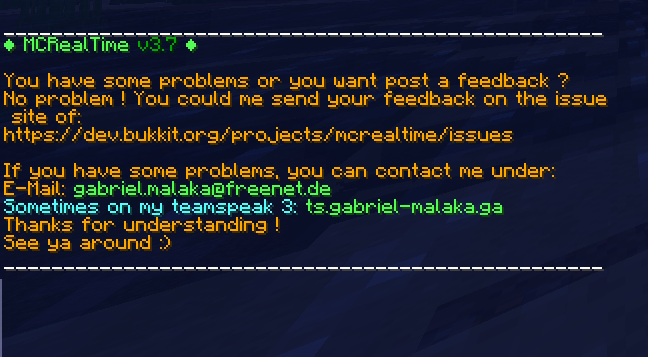 ◆ MCRealTime v3.7 ◆
You have some problems or you want post a feedback ?
No problem ! You could me send your feedback on the issue
site of:
https://dev.bukkit.org/projects/mcrealtime/issues
If you have some problems, you can contact me under:
E-Mail: gabriel.malaka@freenet.de
Sometimes on my teamspeak 3: ts.gabriel-malaka.ga
Thanks for understanding !
See ya around :)